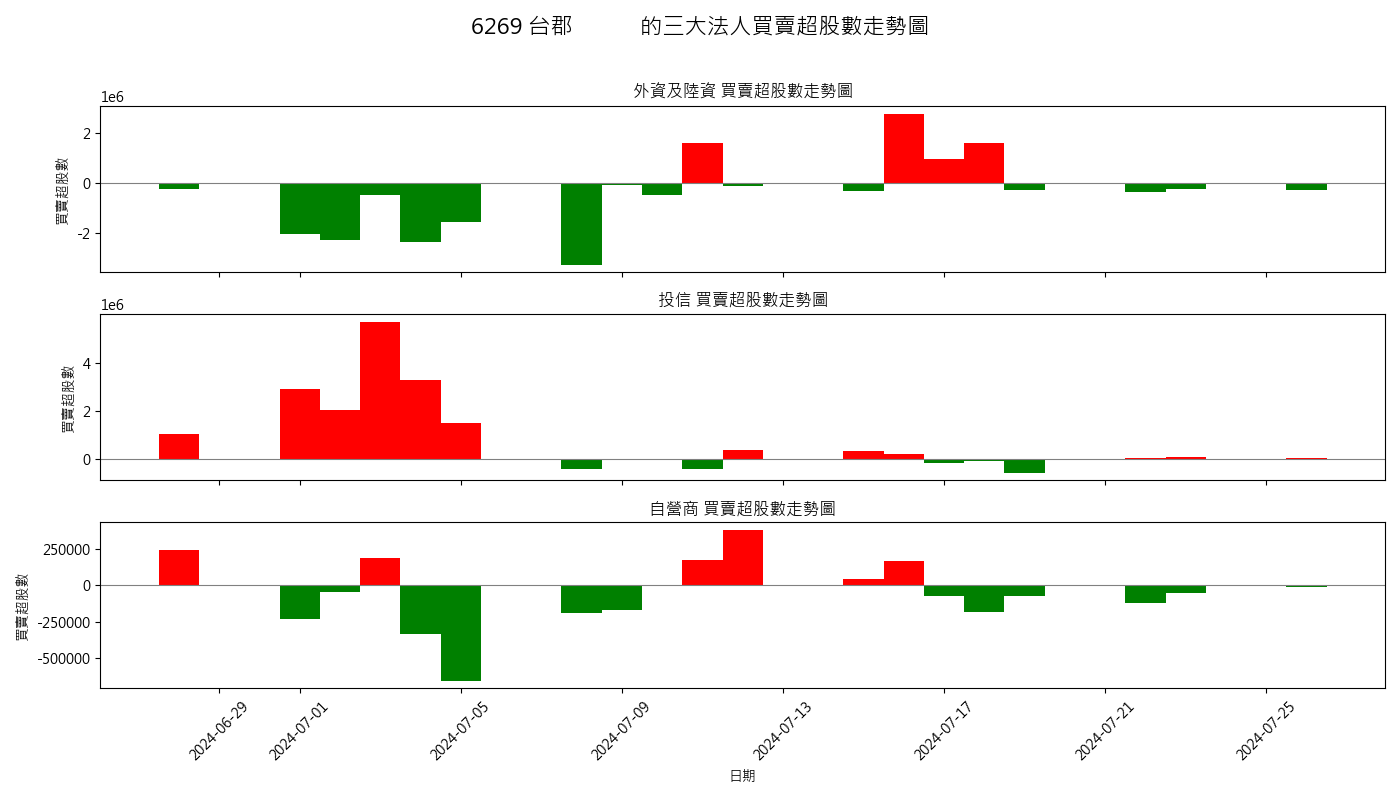 6269 台郡 的三大法人買賣超股數走勢圖
外資及陸資 買賣超股數走勢圖
1e6
買賣超股數
2
0
-2
投信 買賣超股數走勢圖
1e6
買賣超股數
4
2
0
自營商 買賣超股數走勢圖
買賣超股數
250000
0
-250000
-500000
2024-06-29
2024-07-01
2024-07-05
2024-07-09
2024-07-13
2024-07-17
2024-07-21
2024-07-25
日期